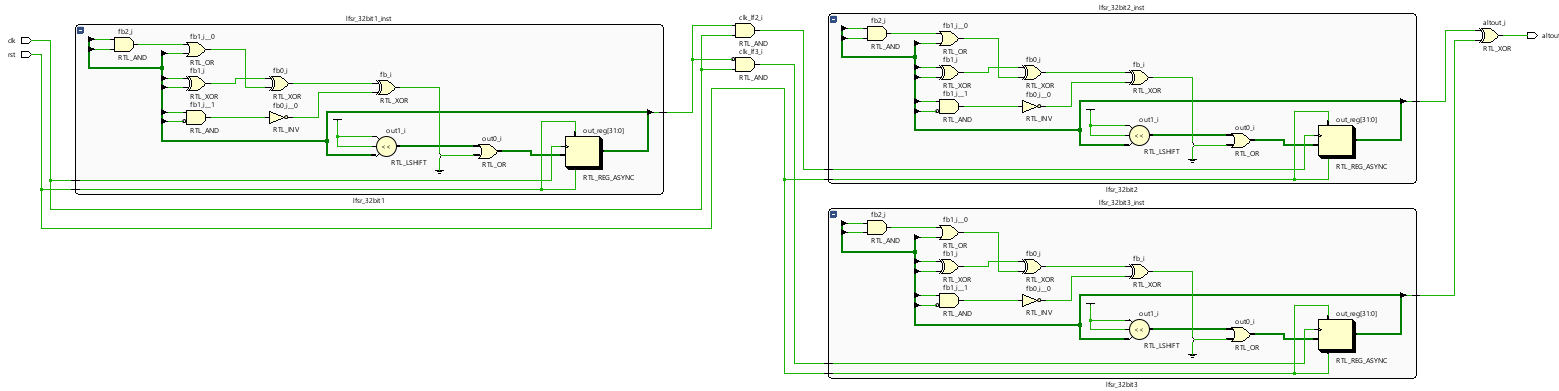 clk
rst
lfsr_32bit1_inst
fb2_i
RTL_AND
fb1_i__0
RTL_OR
fb1_i
RTL_XOR
fb0_i
RTL_XOR
fb_i
RTL_XOR
fb1_i__1
RTL_AND
fb0_i__0
RTL_INV
out1_i
<<
RTL_LSHIFT
out0_i
RTL_OR
out_reg[31:0]
RTL_REG_ASYNC
lfsr_32bit1
clk_lf2_i
RTL_AND
clk_lf3_i
RTL_AND
lfsr_32bit2_inst
fb2_i
RTL_AND
fb1_i__0
RTL_OR
fb1_i
RTL_XOR
fb0_i
RTL_XOR
fb_i
RTL_XOR
fb1_i__1
RTL_AND
fb0_i__0
RTL_INV
out1_i
<<
RTL_LSHIFT
out0_i
RTL_OR
out_reg[31:0]
RTL_REG_ASYNC
lfsr_32bit2
lfsr_32bit3_inst
fb2_i
RTL_AND
fb1_i__0
RTL_OR
fb1_i
RTL_XOR
fb0_i
RTL_XOR
fb_i
RTL_XOR
fb1_i__1
RTL_AND
fb0_i__0
RTL_INV
out1_i
<<
RTL_LSHIFT
out0_i
RTL_OR
out_reg[31:0]
RTL_REG_ASYNC
lfsr_32bit3
altout_i
RTL_XOR
altout